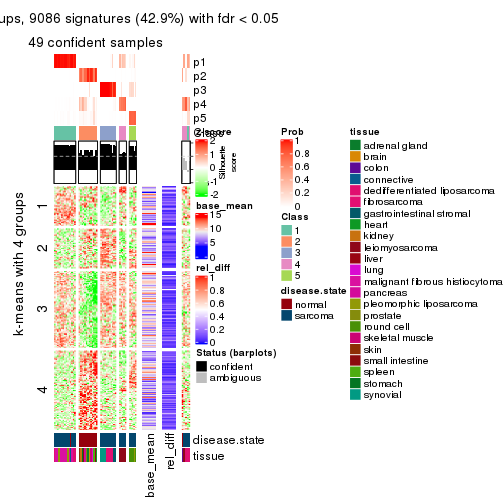 ups, 9086 signatures (42.9%) with fdr < 0.05
49 confident samples
p1
p2
p3
p4
p5
Class
Silhouette
score
1
2
3
4
k-means with 4 groups
disease.state
tissue
base_mean
rel_diff
Z-score
2
1
0
-1
-2
base_mean
15
10
5
0
rel_diff
1
0.8
0.6
0.4
0.2
0
Status (barplots)
confident
ambiguous
Prob
1
0.8
0.6
0.4
0.2
0
Class
1
2
3
4
5
disease.state
normal
sarcoma
tissue
adrenal gland
brain
colon
connective
dedifferentiated liposarcoma
fibrosarcoma
gastrointestinal stromal
heart
kidney
leiomyosarcoma
liver
lung
malignant fibrous histiocytoma
pancreas
pleomorphic liposarcoma
prostate
round cell
skeletal muscle
skin
small intestine
spleen
stomach
synovial